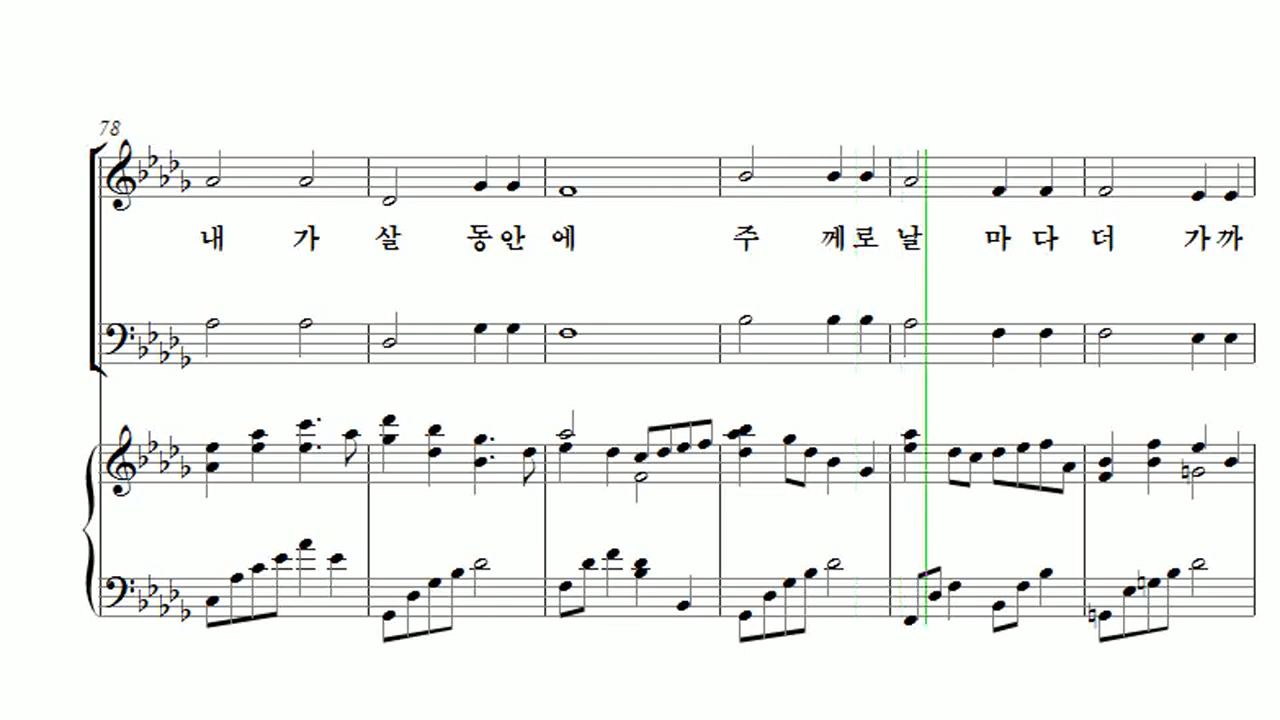 78
내 가 살 동안 에 주 께로 날 마 다 더 가까